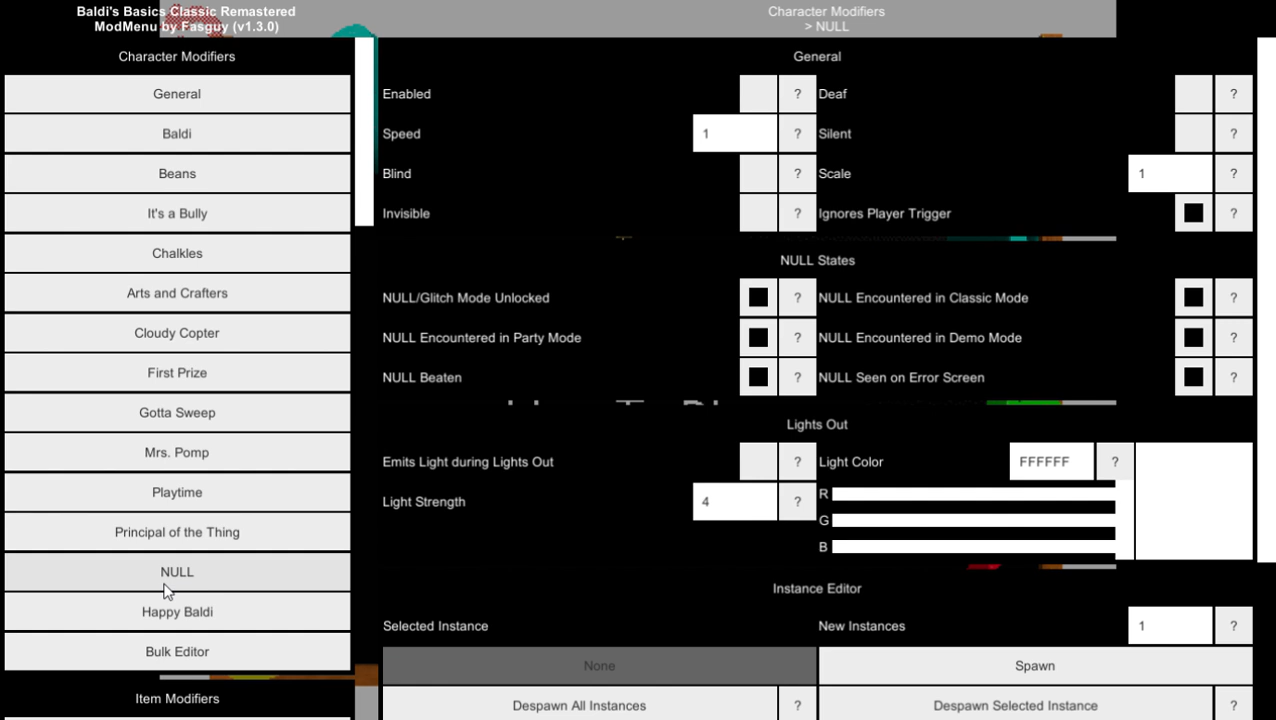 Baldi's Basics Classic Remastered
ModMenu by Fasguy (v1.3.0)
Character Modifiers
General
Baldi
Beans
It's a Bully
Chalkles
Arts and Crafters
Cloudy Copter
First Prize
Gotta Sweep
Mrs. Pomp
Playtime
Principal of the Thing
NULL
Happy Baldi
Bulk Editor
Item Modifiers
Character Modifiers
> NULL
General
Enabled ? Deaf ?
Speed 1 ? Silent ?
Blind ? Scale 1 ?
Invisible ? Ignores Player Trigger ?
NULL States
NULL/Glitch Mode Unlocked ? NULL Encountered in Classic Mode ?
NULL Encountered in Party Mode ? NULL Encountered in Demo Mode ?
NULL Beaten ? NULL Seen on Error Screen ?
Lights Out
Emits Light during Lights Out ? Light Color FFFFFF ?
Light Strength 4 ? R
G
B
Instance Editor
Selected Instance New Instances 1 ?
None Spawn
Despawn All Instances ? Despawn Selected Instance ?